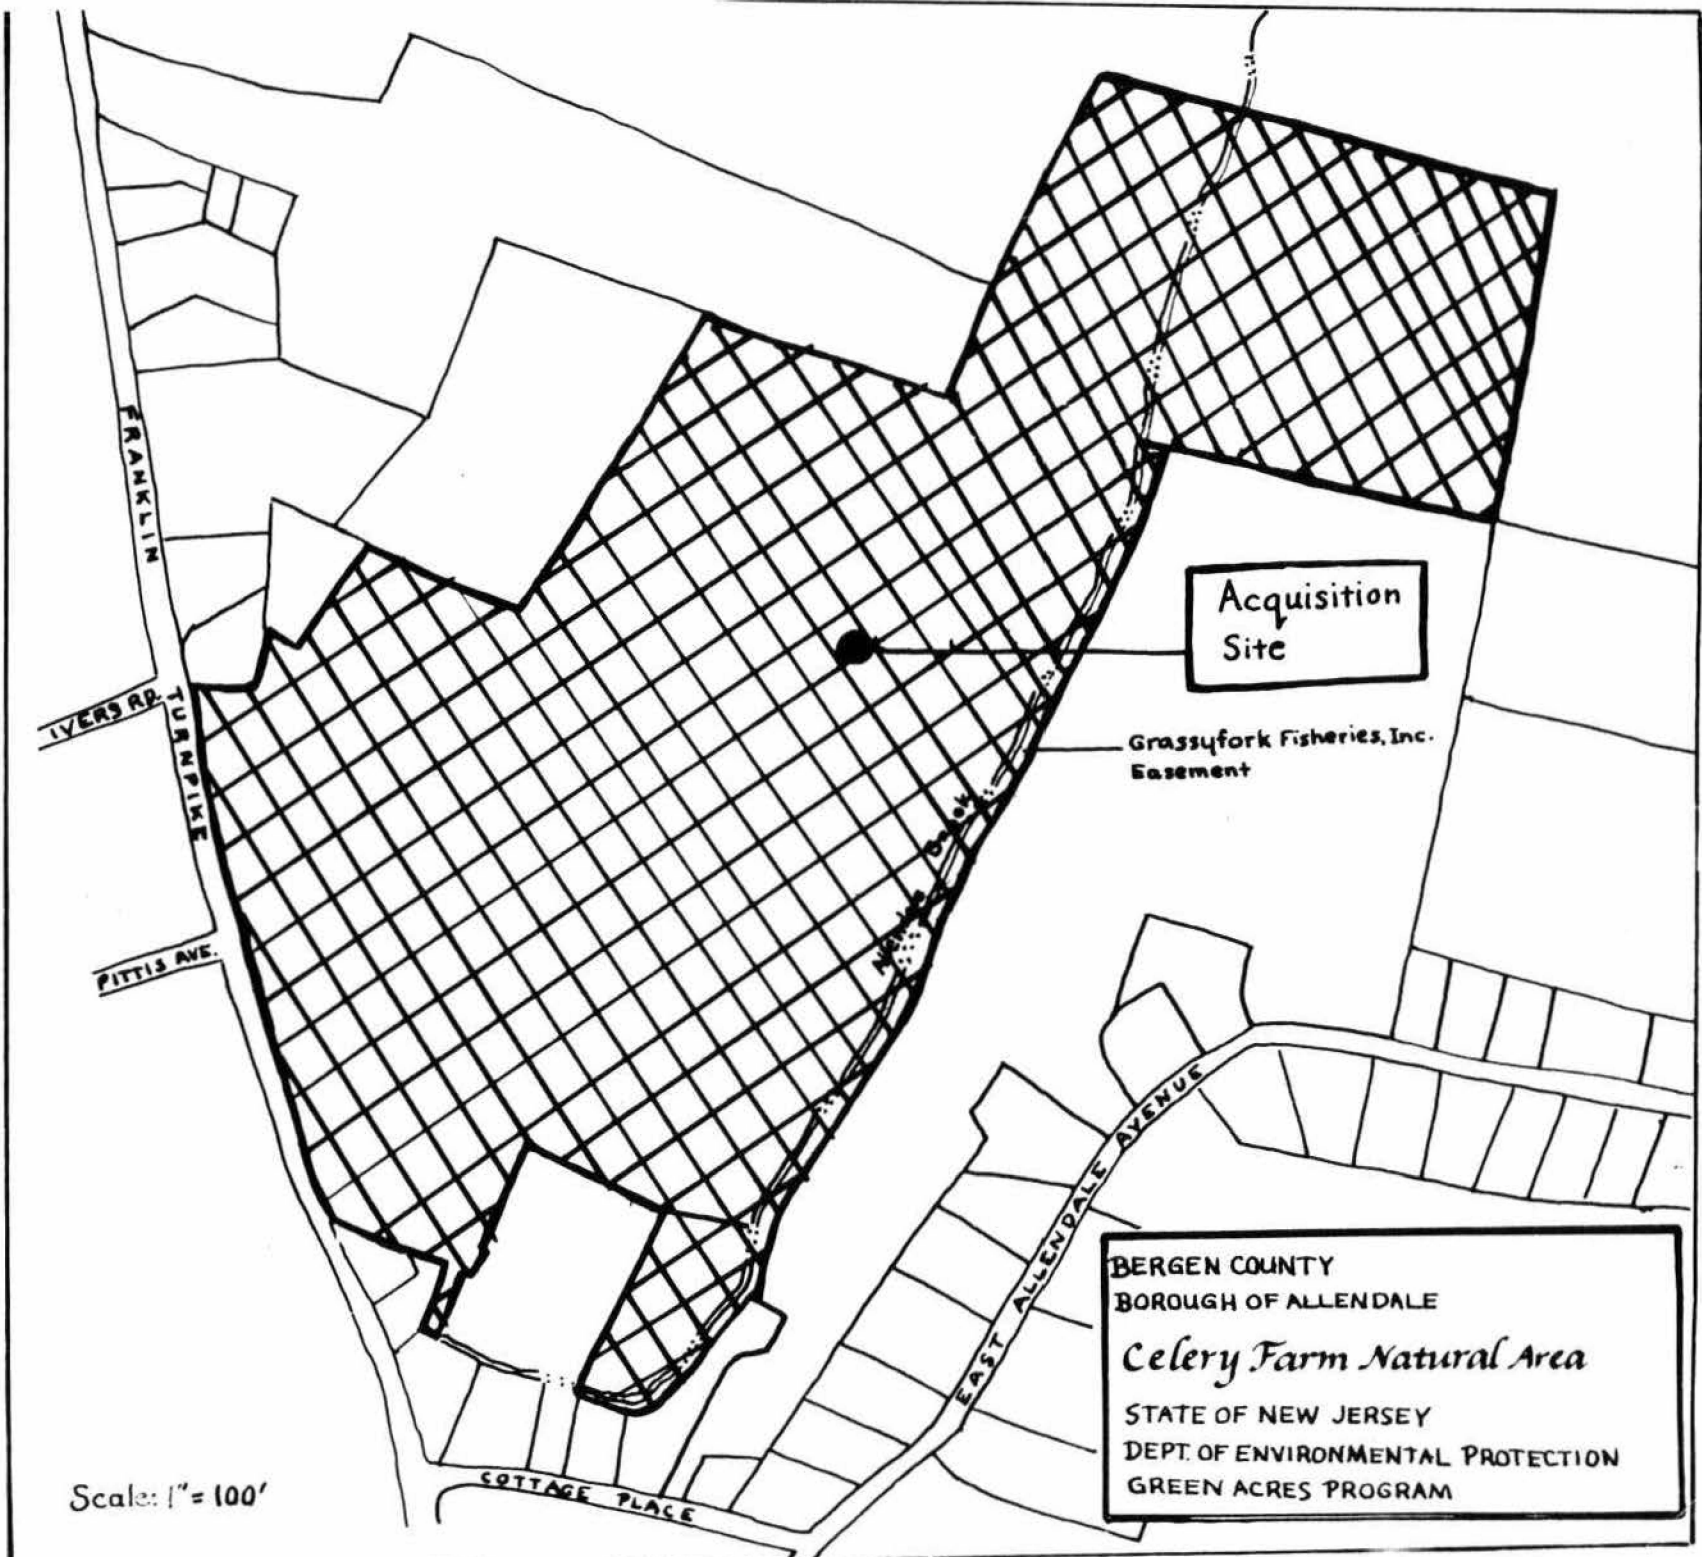 FRANKLIN
TURNPIKE
IVERS RD.
PITTIS AVE.
Acquisition
Site
Grassyfork Fisheries, Inc.
Easement
Brook
EAST ALLENDALE AVENUE
COTTAGE PLACE
Scale: 1"= 100'
BERGEN COUNTY
BOROUGH OF ALLENDALE
Celery Farm Natural Area
STATE OF NEW JERSEY
DEPT. OF ENVIRONMENTAL PROTECTION
GREEN ACRES PROGRAM